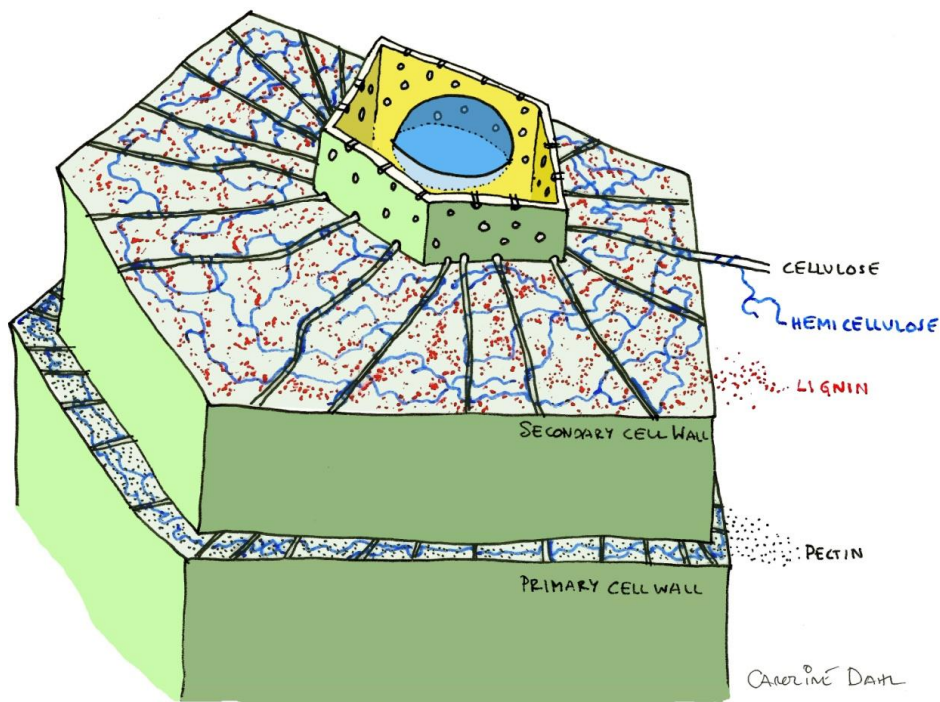 CELLULOSE
HEMICELLULOSE
LIGNIN
SECONDARY CELL WALL
PECTIN
PRIMARY CELL WALL
CAROLINE DAHL